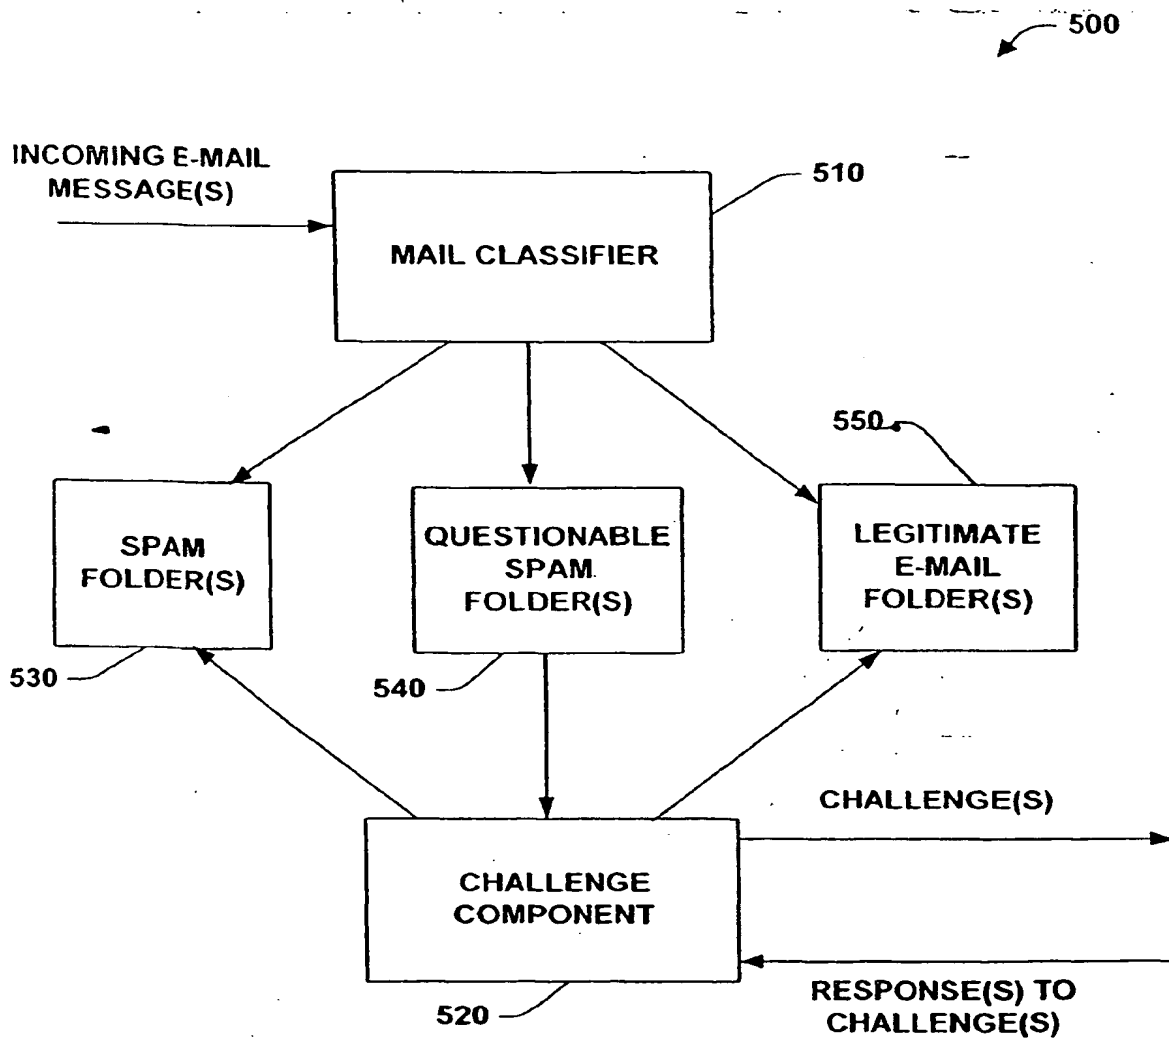 500
INCOMING E-MAIL
MESSAGE(S)
510
MAIL CLASSIFIER
550
SPAM
FOLDER(S)
QUESTIONABLE
SPAM
FOLDER(S)
LEGITIMATE
E-MAIL
FOLDER(S)
530
540
CHALLENGE(S)
CHALLENGE
COMPONENT
520
RESPONSE(S) TO
CHALLENGE(S)